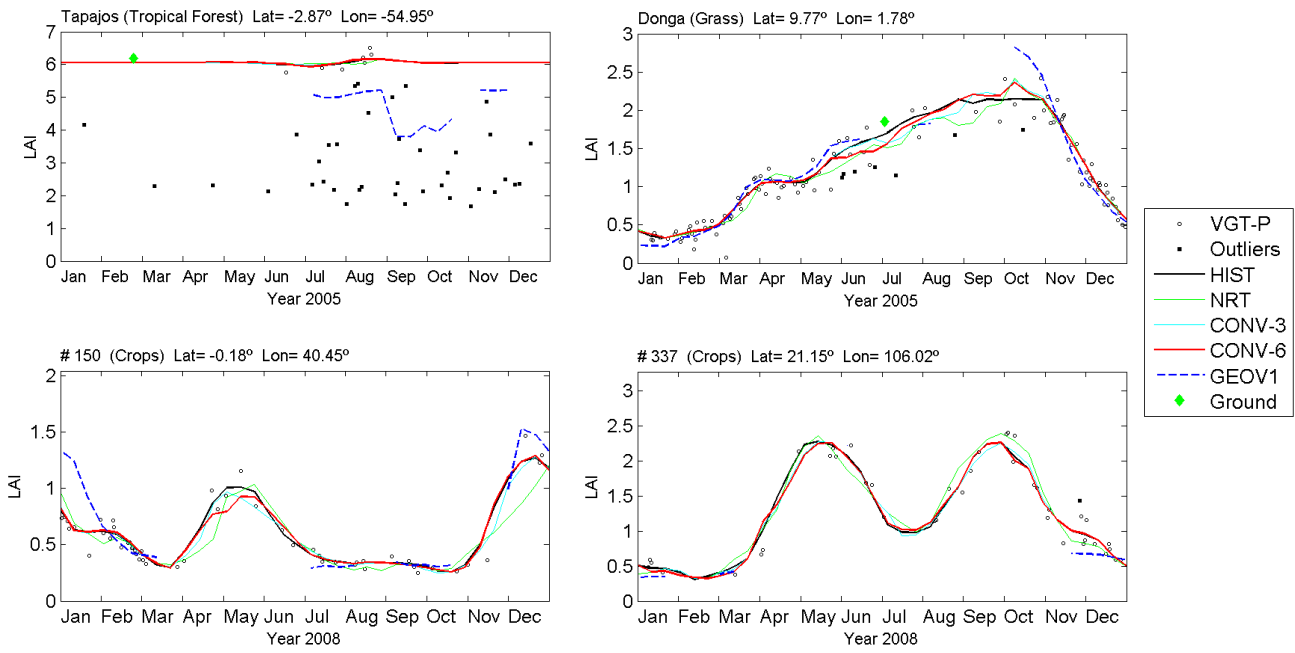 Tapajos (Tropical Forest) Lat= -2.87º Lon= -54.95º
7
6
5
4
3
2
1
0
LAI
Jan Feb Mar Apr May Jun Jul Aug Sep Oct Nov Dec
Year 2005
Donga (Grass) Lat= 9.77º Lon= 1.78º
3
2.5
2
1.5
1
0.5
0
LAI
Jan Feb Mar Apr May Jun Jul Aug Sep Oct Nov Dec
Year 2005
# 150 (Crops) Lat= -0.18º Lon= 40.45º
2
1.5
1
0.5
0
LAI
Jan Feb Mar Apr May Jun Jul Aug Sep Oct Nov Dec
Year 2008
# 337 (Crops) Lat= 21.15º Lon= 106.02º
3
2.5
2
1.5
1
0.5
0
LAI
Jan Feb Mar Apr May Jun Jul Aug Sep Oct Nov Dec
Year 2008
VGT-P
Outliers
HIST
NRT
CONV-3
CONV-6
GEOV1
Ground